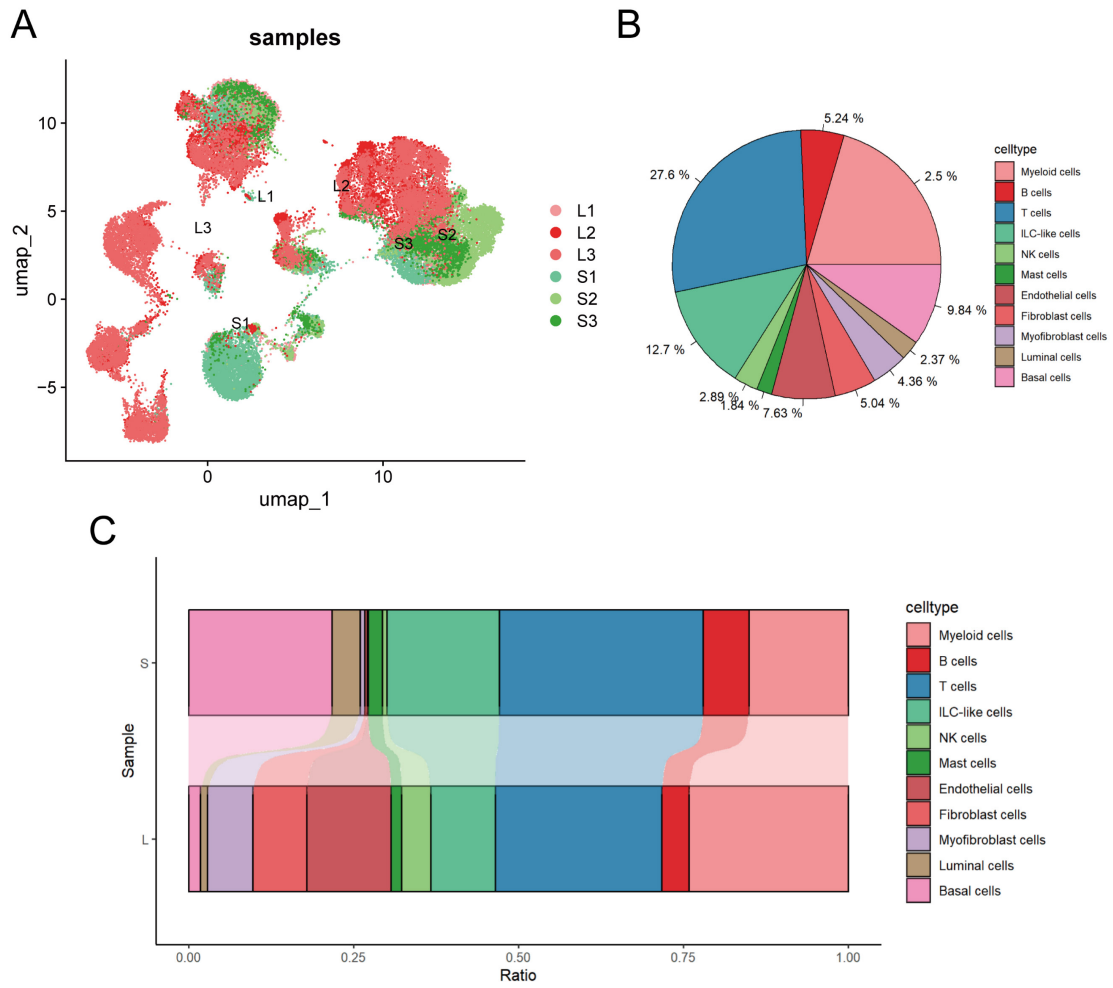 A
samples
10
5
0
−5
umap_2
0
10
umap_1
L1
L2
L3
S1
S2
S3
L1
L2
L3
S1
S2
S3
B
5.24 %
2.5 %
27.6 %
9.84 %
12.7 %
2.37 %
4.36 %
2.89 %
1.84 %
7.63 %
5.04 %
celltype
Myeloid cells
B cells
T cells
ILC-like cells
NK cells
Mast cells
Endothelial cells
Fibroblast cells
Myofibroblast cells
Luminal cells
Basal cells
C
S
L
Sample
0.00
0.25
0.50
0.75
1.00
Ratio
celltype
Myeloid cells
B cells
T cells
ILC-like cells
NK cells
Mast cells
Endothelial cells
Fibroblast cells
Myofibroblast cells
Luminal cells
Basal cells